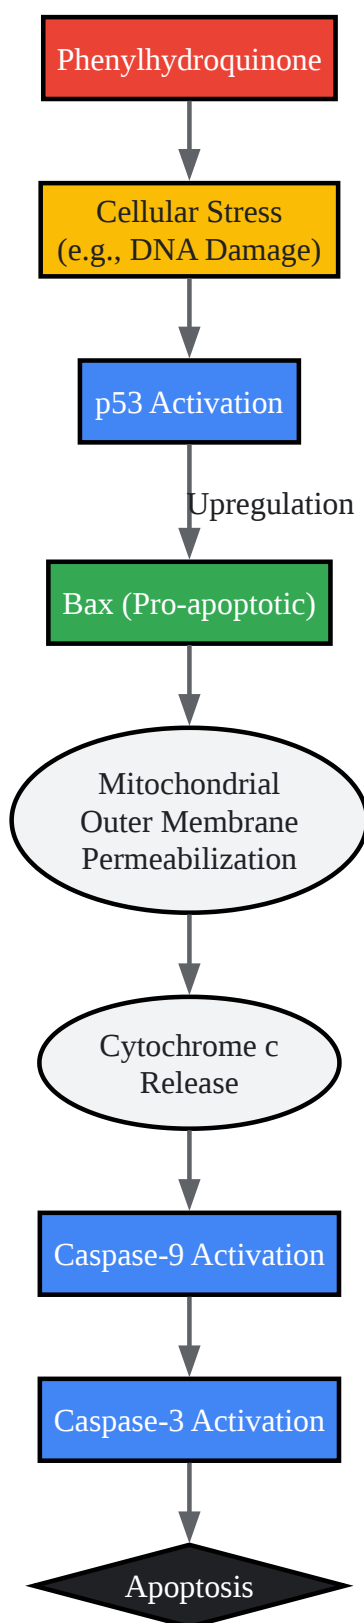 Phenylhydroquinone
Cellular Stress
(e.g., DNA Damage)
p53 Activation
Upregulation
Bax (Pro-apoptotic)
Mitochondrial
Outer Membrane
Permeabilization
Cytochrome c
Release
Caspase-9 Activation
Caspase-3 Activation
Apoptosis